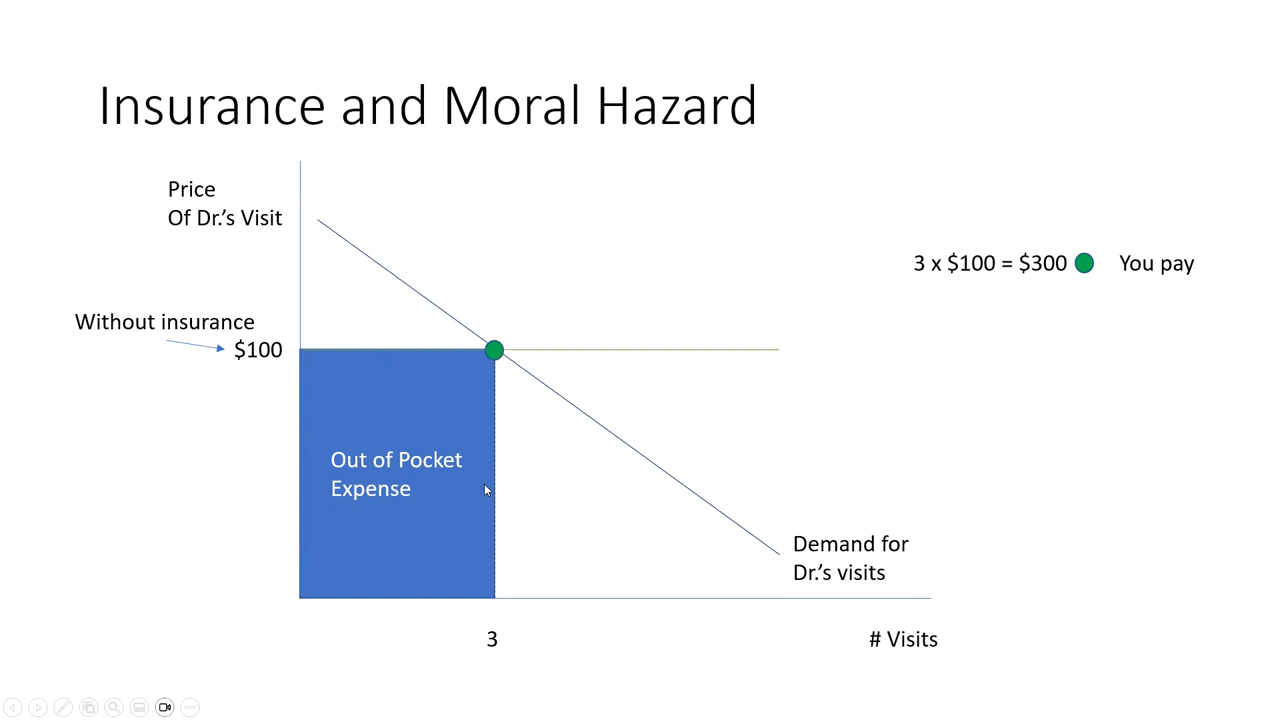 Insurance and Moral Hazard
Price
Of Dr.’s Visit
3 x $100 = $300
You pay
Without insurance
$100
Out of Pocket
Expense
Demand for
Dr.’s visits
3
# Visits